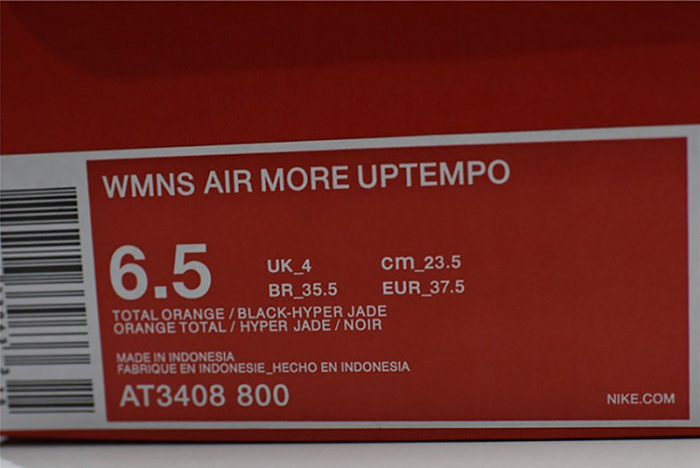 WMNS AIR MORE UPTEMPO
6.5 UK_4 cm_23.5
BR_35.5 EUR_37.5
TOTAL ORANGE / BLACK-HYPER JADE
ORANGE TOTAL / HYPER JADE / NOIR
MADE IN INDONESIA
FABRIQUE EN INDONESIE_HECHO EN INDONESIA
AT3408 800
NIKE.COM